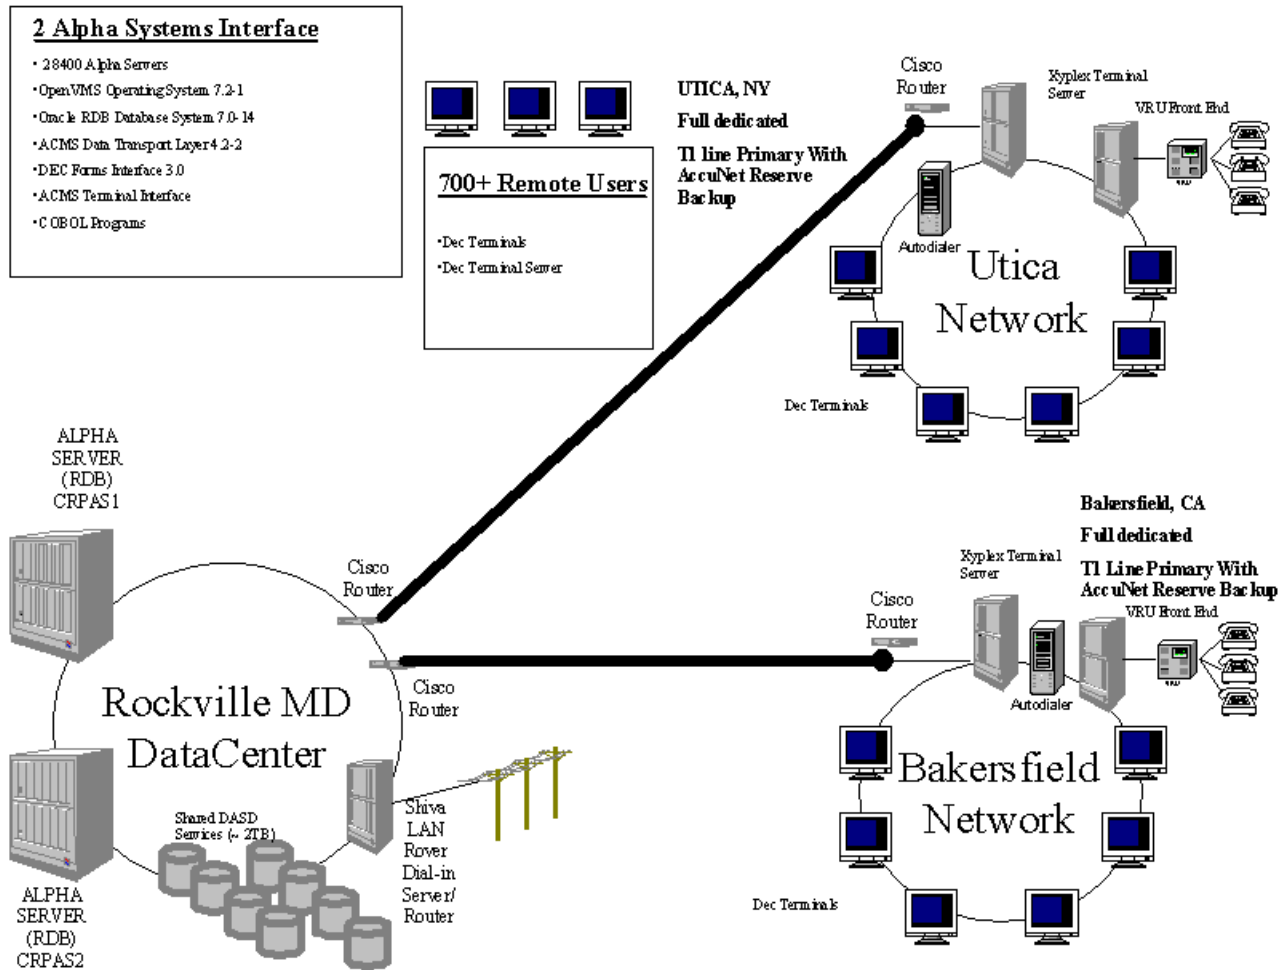 2 Alpha Systems Interface
• 28400 Alpha Servers
•OpenVMS Operating System 7.2-1
•Oracle RDB Database System 7.0-14
•ACMS Data Transport Layer 4.2-2
•DEC Forms Interface 3.0
•ACMS Terminal Interface
•COBOL Programs
700+ Remote Users
•Dec Terminals
•Dec Terminal Server
UTICA, NY
Full dedicated
T1 line Primary With
AccuNet Reserve
Backup
Cisco
Router
Xyplex Terminal
Server
VRU Front End
VRU
Autodialer
Utica
Network
Dec Terminals
ALPHA
SERVER
(RDB)
CRPAS1
Cisco
Router
Cisco
Router
Rockville MD
DataCenter
Shared DASD
Services (~ 2TB)
Shiva
LAN
Rover
Dial-in
Server/
Router
ALPHA
SERVER
(RDB)
CRPAS2
Bakersfield, CA
Full dedicated
T1 Line Primary With
AccuNet Reserve Backup
Xyplex Terminal
Server
Cisco
Router
VRU Front End
VRU
Autodialer
Bakersfield
Network
Dec Terminals